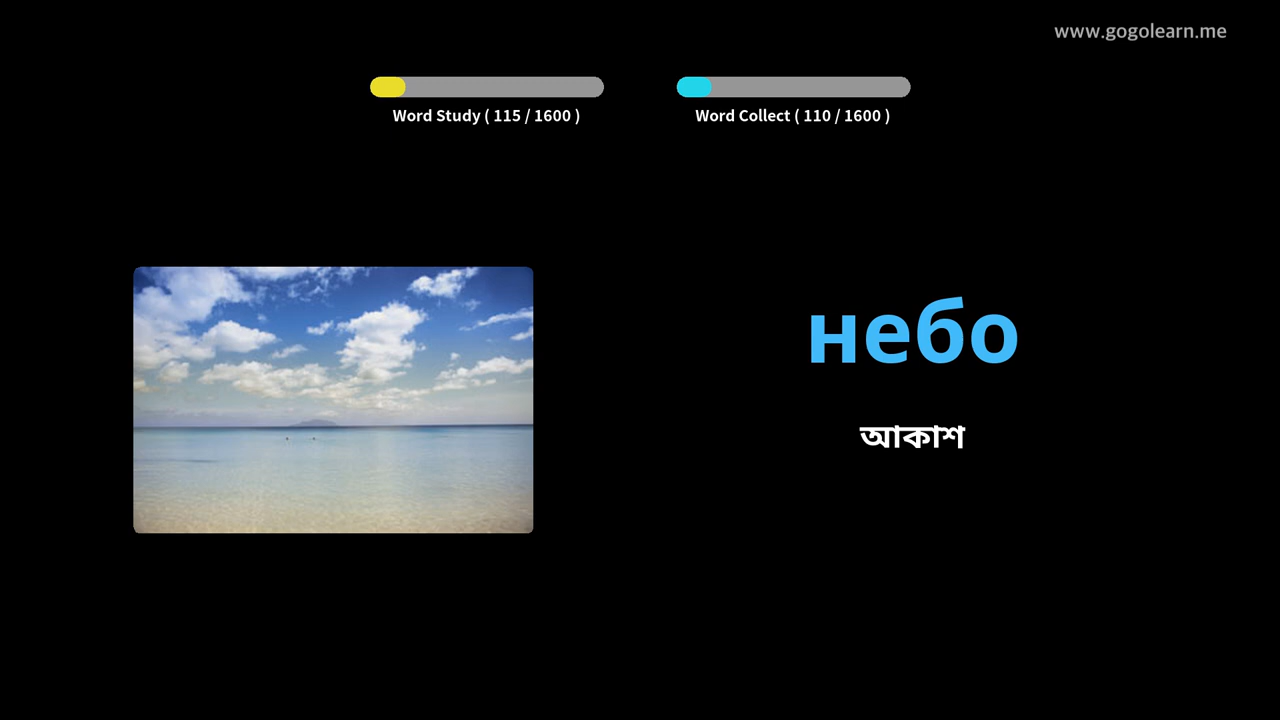 www.gogolearn.me
Word Study ( 115 / 1600 )
Word Collect ( 110 / 1600 )
небо
আকাশ